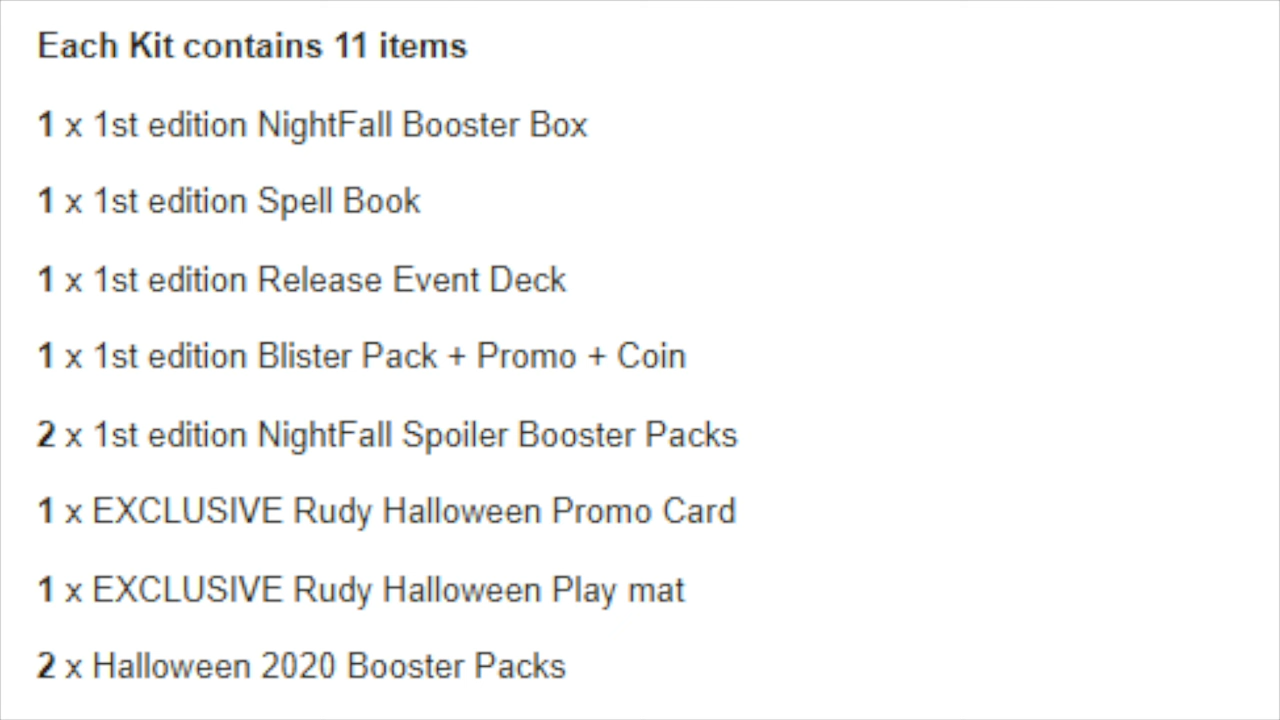 Each Kit contains 11 items
1 x 1st edition NightFall Booster Box
1 x 1st edition Spell Book
1 x 1st edition Release Event Deck
1 x 1st edition Blister Pack + Promo + Coin
2 x 1st edition NightFall Spoiler Booster Packs
1 x EXCLUSIVE Rudy Halloween Promo Card
1 x EXCLUSIVE Rudy Halloween Play mat
2 x Halloween 2020 Booster Packs